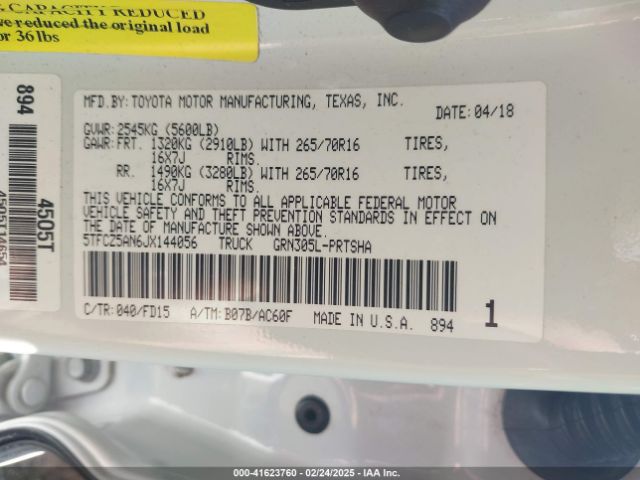 G CAPACITY REDUCED
we reduced the original load
or 36 lbs
894
4505T
MFD.BY:TOYOTA MOTOR MANUFACTURING, TEXAS, INC.
DATE:04/18
GVWR:2545KG (5600LB)
GAWR:FRT. 1320KG (2910LB) WITH 265/70R16 TIRES,
16X7J RIMS.
RR. 1490KG (3280LB) WITH 265/70R16 TIRES,
16X7J RIMS.
THIS VEHICLE CONFORMS TO ALL APPLICABLE FEDERAL MOTOR
VEHICLE SAFETY AND THEFT PREVENTION STANDARDS IN EFFECT ON
THE DATE OF MANUFACTURE SHOWN ABOVE.
5TFCZ5AN6JX144056 TRUCK GRN305L-PRTSHA
C/TR:040/FD15 A/TM:B07B/AC60F MADE IN U.S.A. 894
1
000-41623760 - 02/24/2025 - IAA Inc.